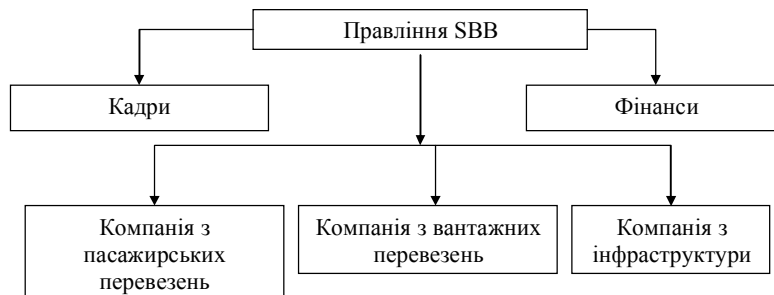 Правління SBB
Кадри
Фінанси
Компанія з
пасажирських
перевезень
Компанія з вантажних
перевезень
Компанія з
інфраструктури